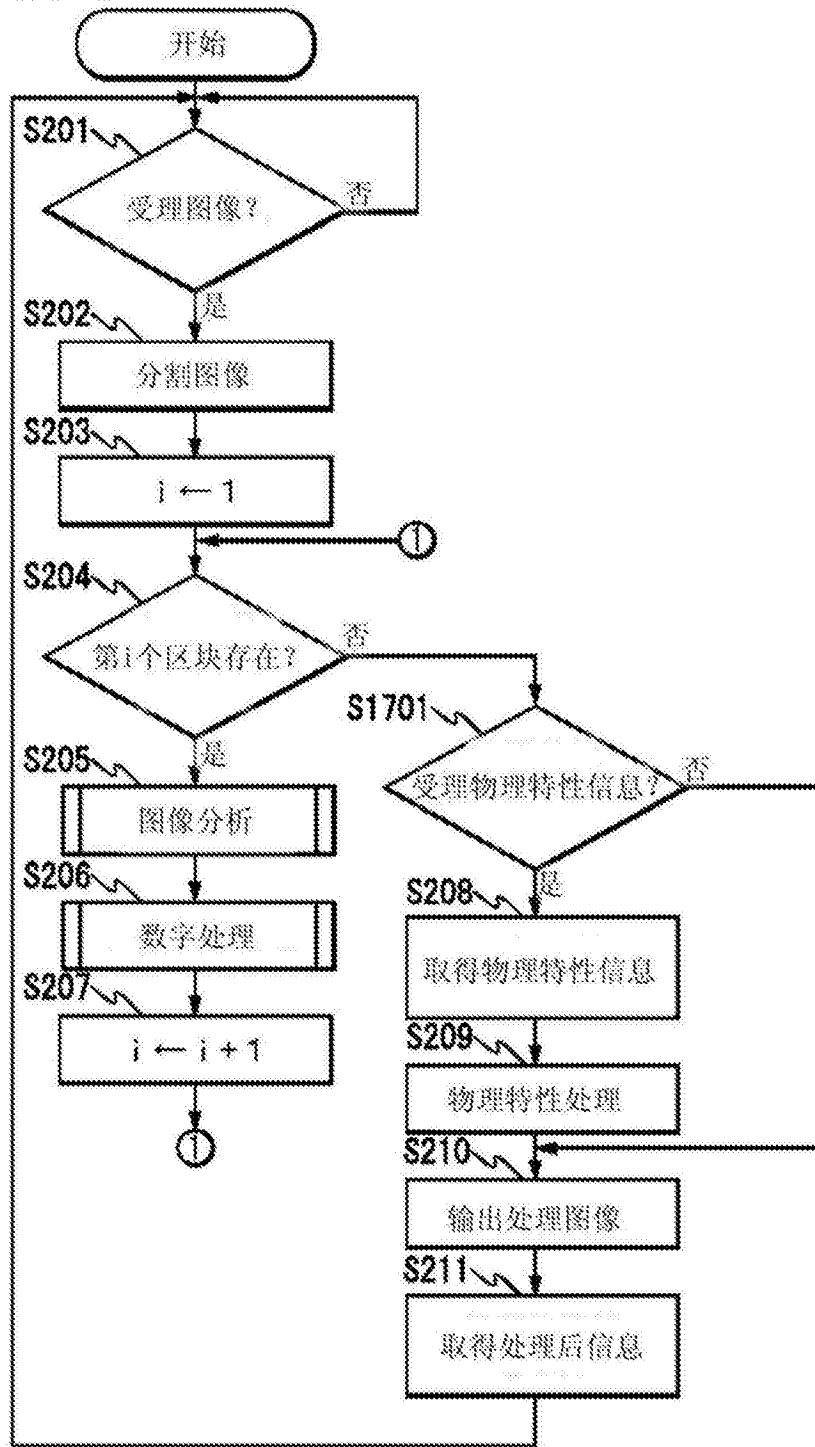 开始
S201
受理图像?
否
是
S202
分割图像
S203
i ← 1
①
S204
第i个区块存在?
否
是
S1701
受理物理特性信息?
否
是
S205
图像分析
S206
数字处理
S207
i ← i + 1
①
S208
取得物理特性信息
S209
物理特性处理
S210
输出处理图像
S211
取得处理后信息